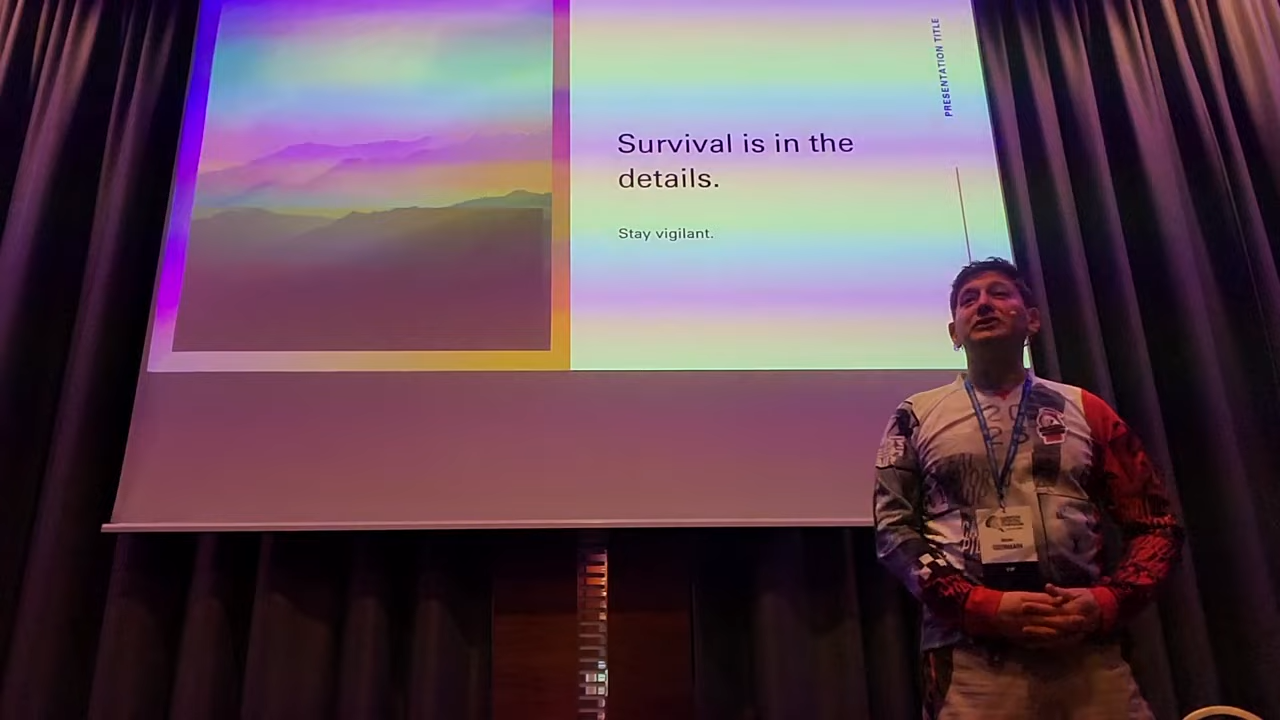 PRESENTATION TITLE
Survival is in the
details.
Stay vigilant.